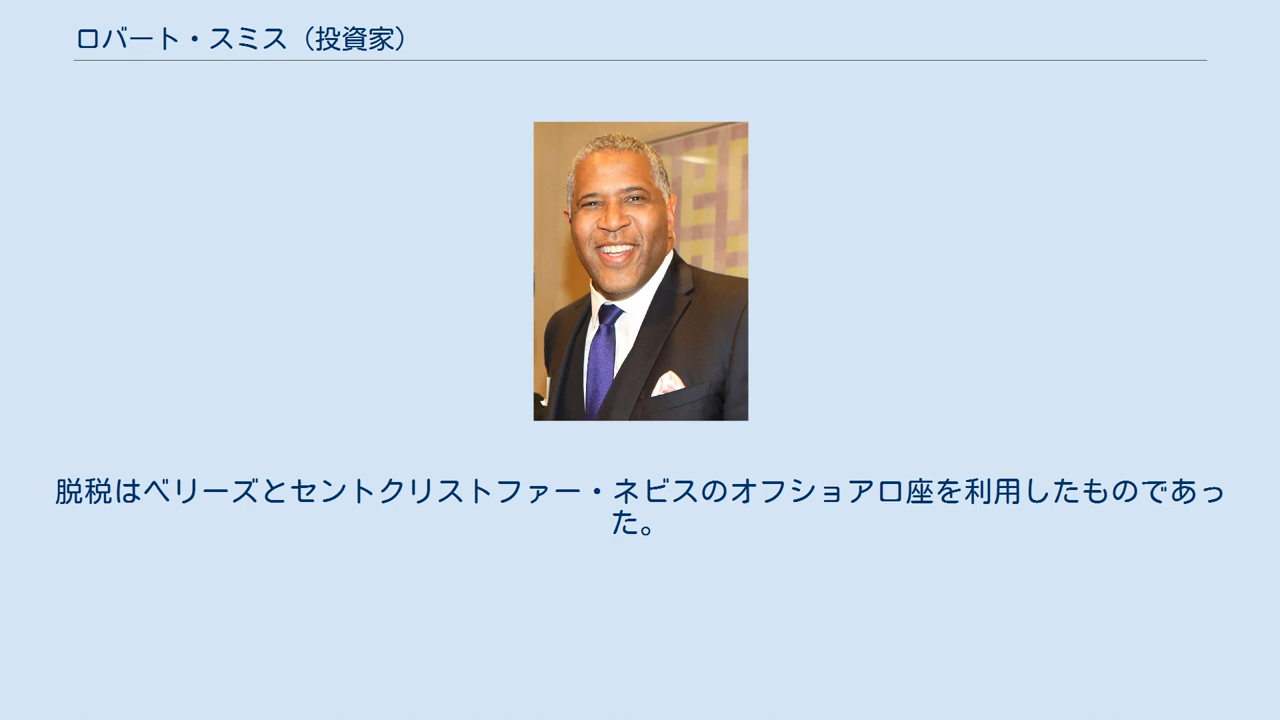 ロバート・スミス（投資家）
脱税はベリーズとセントクリストファー・ネビスのオフショア口座を利用したものであっ
た。